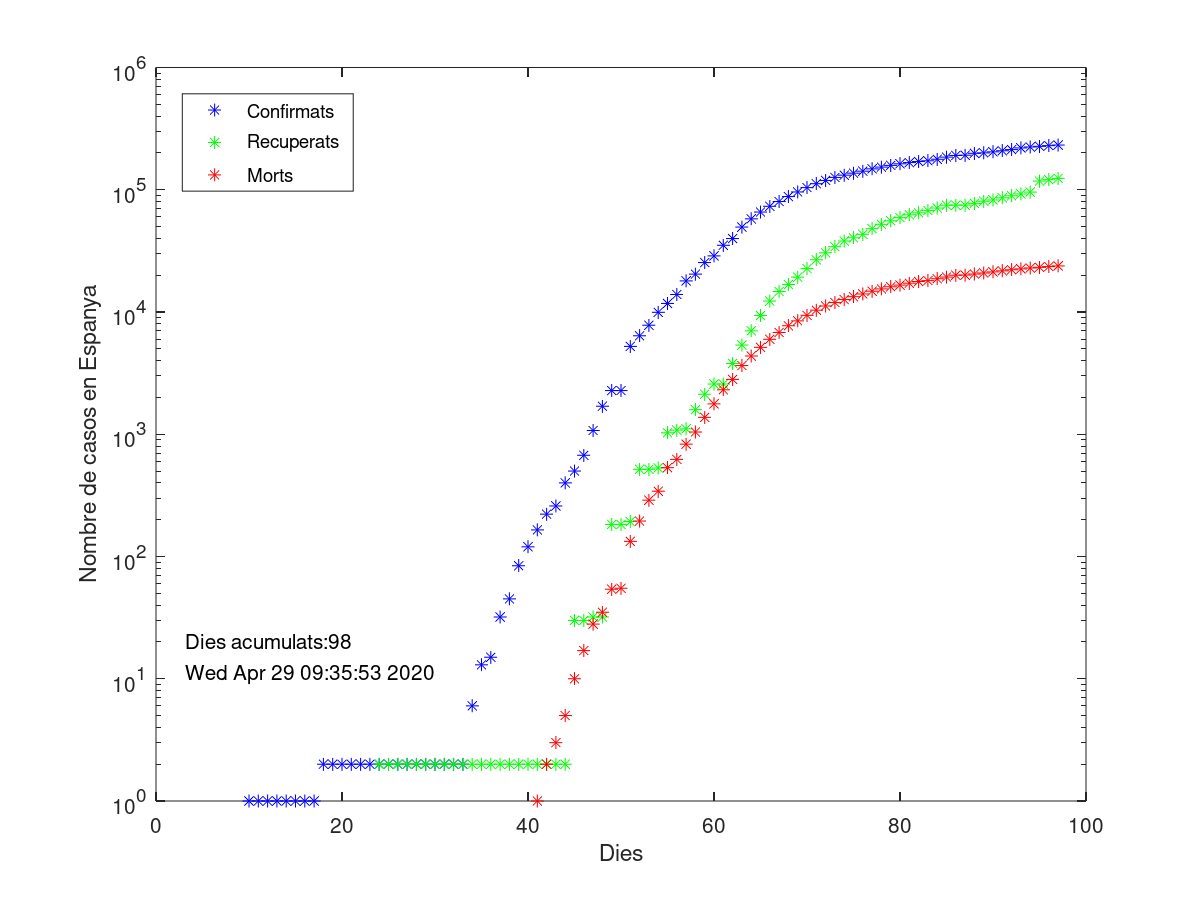 10^6
10^5
10^4
10^3
10^2
10^1
10^0
Confirmats
Recuperats
Morts
Nombre de casos en Espanya
Dies acumulats:98
Wed Apr 29 09:35:53 2020
0 20 40 60 80 100
Dies